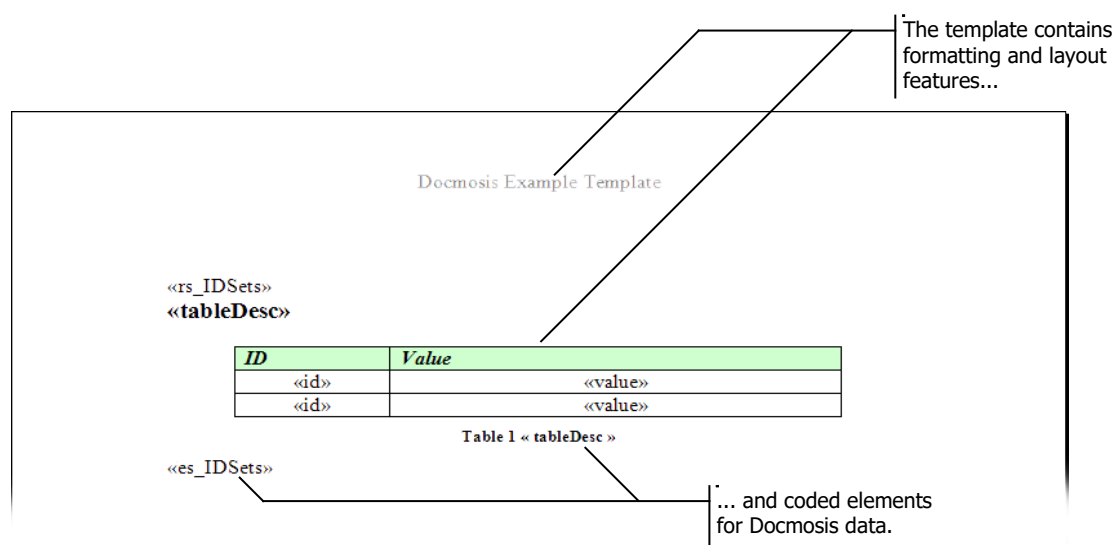 The template contains
formatting and layout
features...
Docmosis Example Template
«rs_IDSets»
«tableDesc»
ID Value
«id» «value»
«id» «value»
Table 1 « tableDesc »
«es_IDSets»
... and coded elements
for Docmosis data.